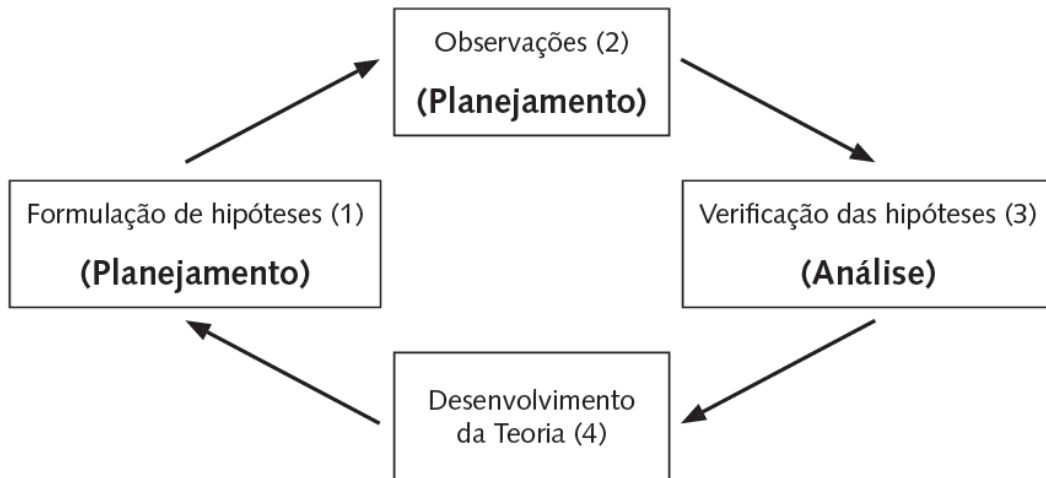 Observações (2)
(Planejamento)
Formulação de hipóteses (1)
(Planejamento)
Verificação das hipóteses (3)
(Análise)
Desenvolvimento
da Teoria (4)